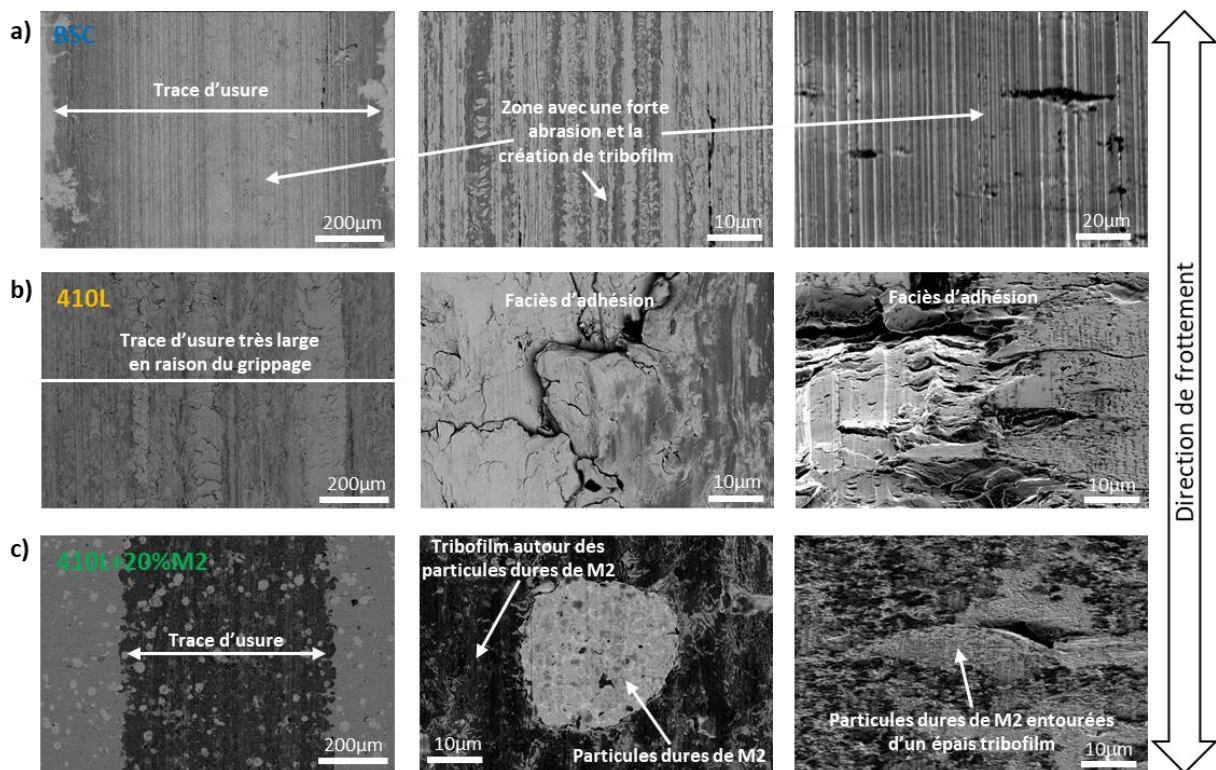 a)
BSC
Trace d'usure
200µm
Zone avec une forte
abrasion et la
création de tribofilm
10µm
20µm
b)
410L
Trace d'usure très large
en raison du grippage
200µm
Faciès d'adhésion
10µm
Faciès d'adhésion
10µm
c)
410L+20%M2
Trace d'usure
200µm
Tribofilm autour des
particules dures de M2
10µm
Particules dures de M2
Particules dures de M2 entourées
d'un épais tribofilm
10µm
Direction de frottement